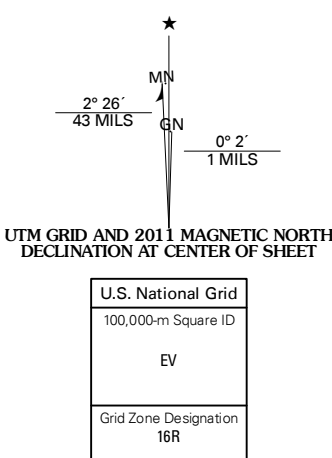 ★
MN
2° 26´
43 MILS
GN
0° 2´
1 MILS
UTM GRID AND 2011 MAGNETIC NORTH
DECLINATION AT CENTER OF SHEET
U.S. National Grid
100,000-m Square ID
EV
Grid Zone Designation
16R